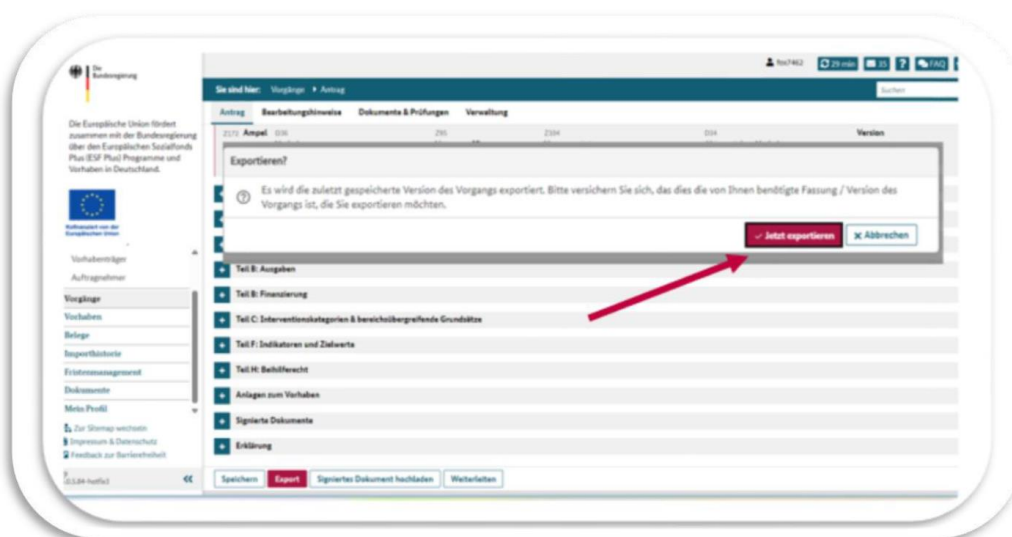 Die
Bundesregierung
Die Europäische Union fördert
zusammen mit der Bundesregierung
über den Europäischen Sozialfonds
Plus (ESF Plus) Programme und
Vorhaben in Deutschland.
Kofinanziert von der
Europäischen Union
Vorhabenträger
Auftragnehmer
Vorgänge
Vorhaben
Belege
Importhistorie
Fristenmanagement
Dokumente
Mein Profil
Zur Sitemap wechseln
Impressum & Datenschutz
Feedback zur Barrierefreiheit
29 min 35 ? FAQ
Sie sind hier: Vorgänge Antrag
Suchen
Antrag Bearbeitungshinweise Dokumente & Prüfungen Verwaltung
Ampel Version
Exportieren?
Es wird die zuletzt gespeicherte Version des Vorgangs exportiert. Bitte versichern Sie sich, das dies die von Ihnen benötigte Fassung / Version des
Vorgangs ist, die Sie exportieren möchten.
Jetzt exportieren Abbrechen
Teil B: Ausgaben
Teil B: Finanzierung
Teil C: Interventionskategorien & bereichsübergreifende Grundsätze
Teil F: Indikatoren und Zielwerte
Teil H: Beihilferecht
Anlagen zum Vorhaben
Signierte Dokumente
Erklärung
Speichern Export Signiertes Dokument hochladen Weiterleiten